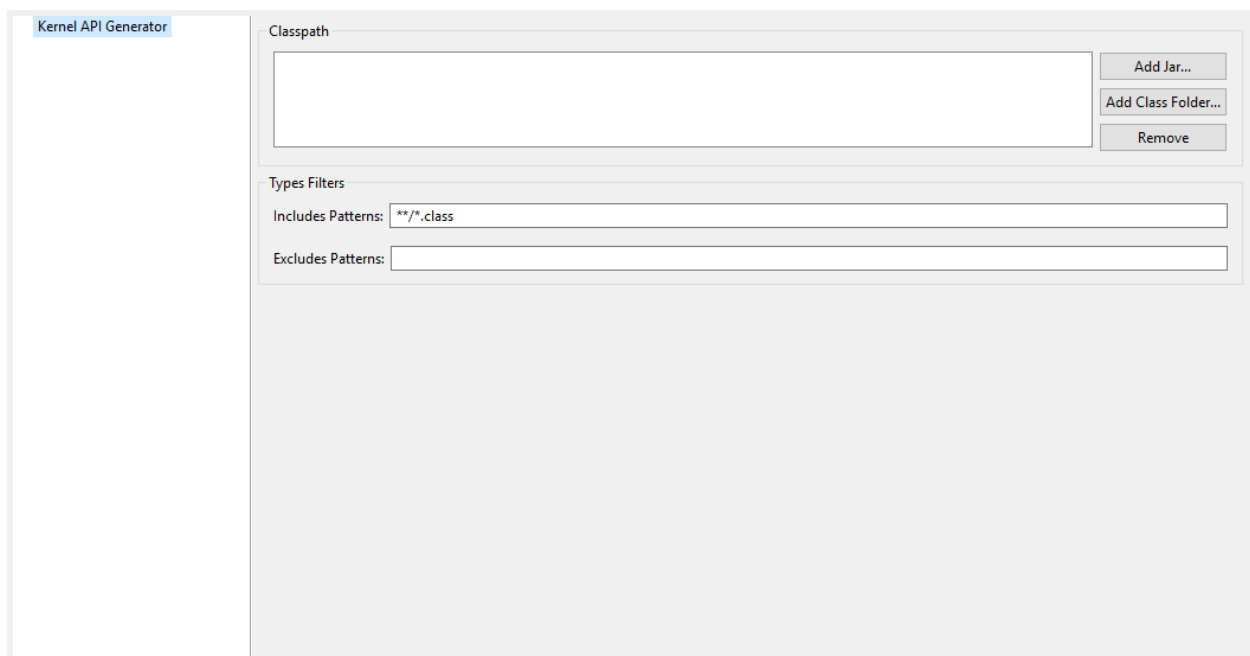 Kernel API Generator
Classpath
Add Jar...
Add Class Folder...
Remove
Types Filters
Includes Patterns: **/*.class
Excludes Patterns: